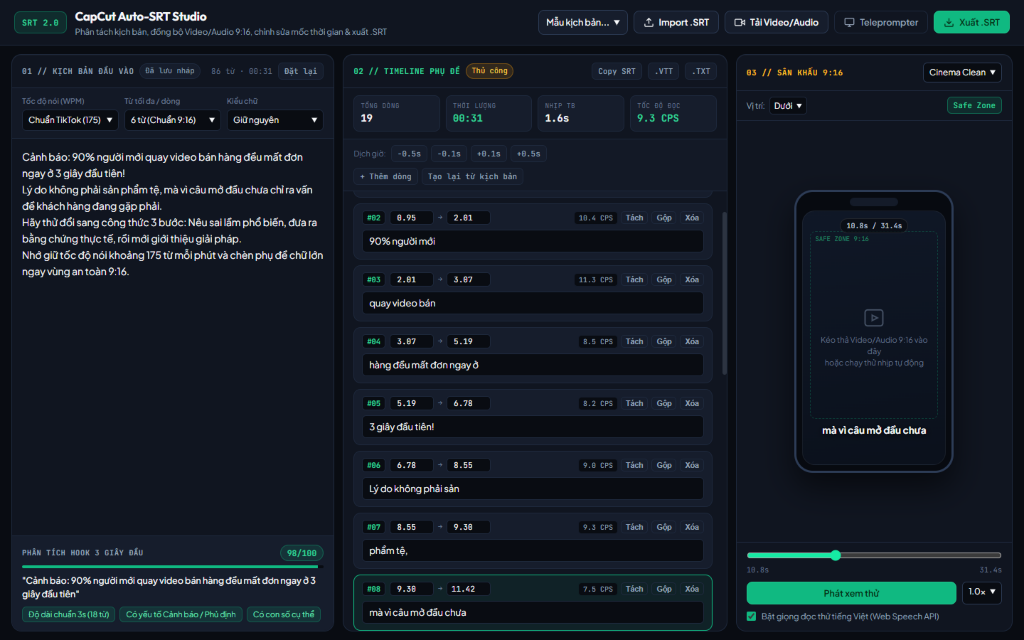 SRT 2.0
CapCut Auto-SRT Studio
Phân tách kịch bản, đồng bộ Video/Audio 9:16, chỉnh sửa mốc thời gian & xuất .SRT
Mẫu kịch bản... ▼
Import .SRT
Tải Video/Audio
Teleprompter
Xuất .SRT
01 // KỊCH BẢN ĐẦU VÀO
Đã lưu nháp
86 từ · 00:31
Đặt lại
Tốc độ nói (WPM)
Từ tối đa / dòng
Kiểu chữ
Chuẩn TikTok (175) ▼
6 từ (Chuẩn 9:16) ▼
Giữ nguyên ▼
Cảnh báo: 90% người mới quay video bán hàng đều mất đơn
ngay ở 3 giây đầu tiên!
Lý do không phải sản phẩm tệ, mà vì câu mở đầu chưa chỉ ra vấn
đề khách hàng đang gặp phải.
Hãy thử đổi sang công thức 3 bước: Nêu sai lầm phổ biến, đưa ra
bằng chứng thực tế, rồi mới giới thiệu giải pháp.
Nhớ giữ tốc độ nói khoảng 175 từ mỗi phút và chèn phụ đề chữ lớn
ngay vùng an toàn 9:16.
PHÂN TÍCH HOOK 3 GIÂY ĐẦU
98/100
"Cảnh báo: 90% người mới quay video bán hàng đều mất đơn ngay ở 3
giây đầu tiên"
Độ dài chuẩn 3s (18 từ)
Có yếu tố Cảnh báo / Phủ định
Có con số cụ thể
02 // TIMELINE PHỤ ĐỀ
Thủ công
Copy SRT
.VTT
.TXT
TỔNG DÒNG
19
THỜI LƯỢNG
00:31
NHỊP TB
1.6s
TỐC ĐỘ ĐỌC
9.3 CPS
Dịch giờ:
-0.5s
-0.1s
+0.1s
+0.5s
+ Thêm dòng
Tạo lại từ kịch bản
#02 0.95 → 2.01 10.4 CPS Tách Gộp Xóa
90% người mới
#03 2.01 → 3.07 11.3 CPS Tách Gộp Xóa
quay video bán
#04 3.07 → 5.19 8.5 CPS Tách Gộp Xóa
hàng đều mất đơn ngay ở
#05 5.19 → 6.78 8.2 CPS Tách Gộp Xóa
3 giây đầu tiên!
#06 6.78 → 8.55 9.0 CPS Tách Gộp Xóa
Lý do không phải sản
#07 8.55 → 9.30 9.3 CPS Tách Gộp Xóa
phẩm tệ,
#08 9.30 → 11.42 7.5 CPS Tách Gộp Xóa
mà vì câu mở đầu chưa
03 // SÂN KHẤU 9:16
Cinema Clean ▼
Vị trí:
Dưới ▼
Safe Zone
10.8s / 31.4s
SAFE ZONE 9:16
Kéo thả Video/Audio 9:16 vào
đây
hoặc chạy thử nhịp tự động
mà vì câu mở đầu chưa
10.8s
31.4s
Phát xem thử
1.0x ▼
Bật giọng đọc thử tiếng Việt (Web Speech API)